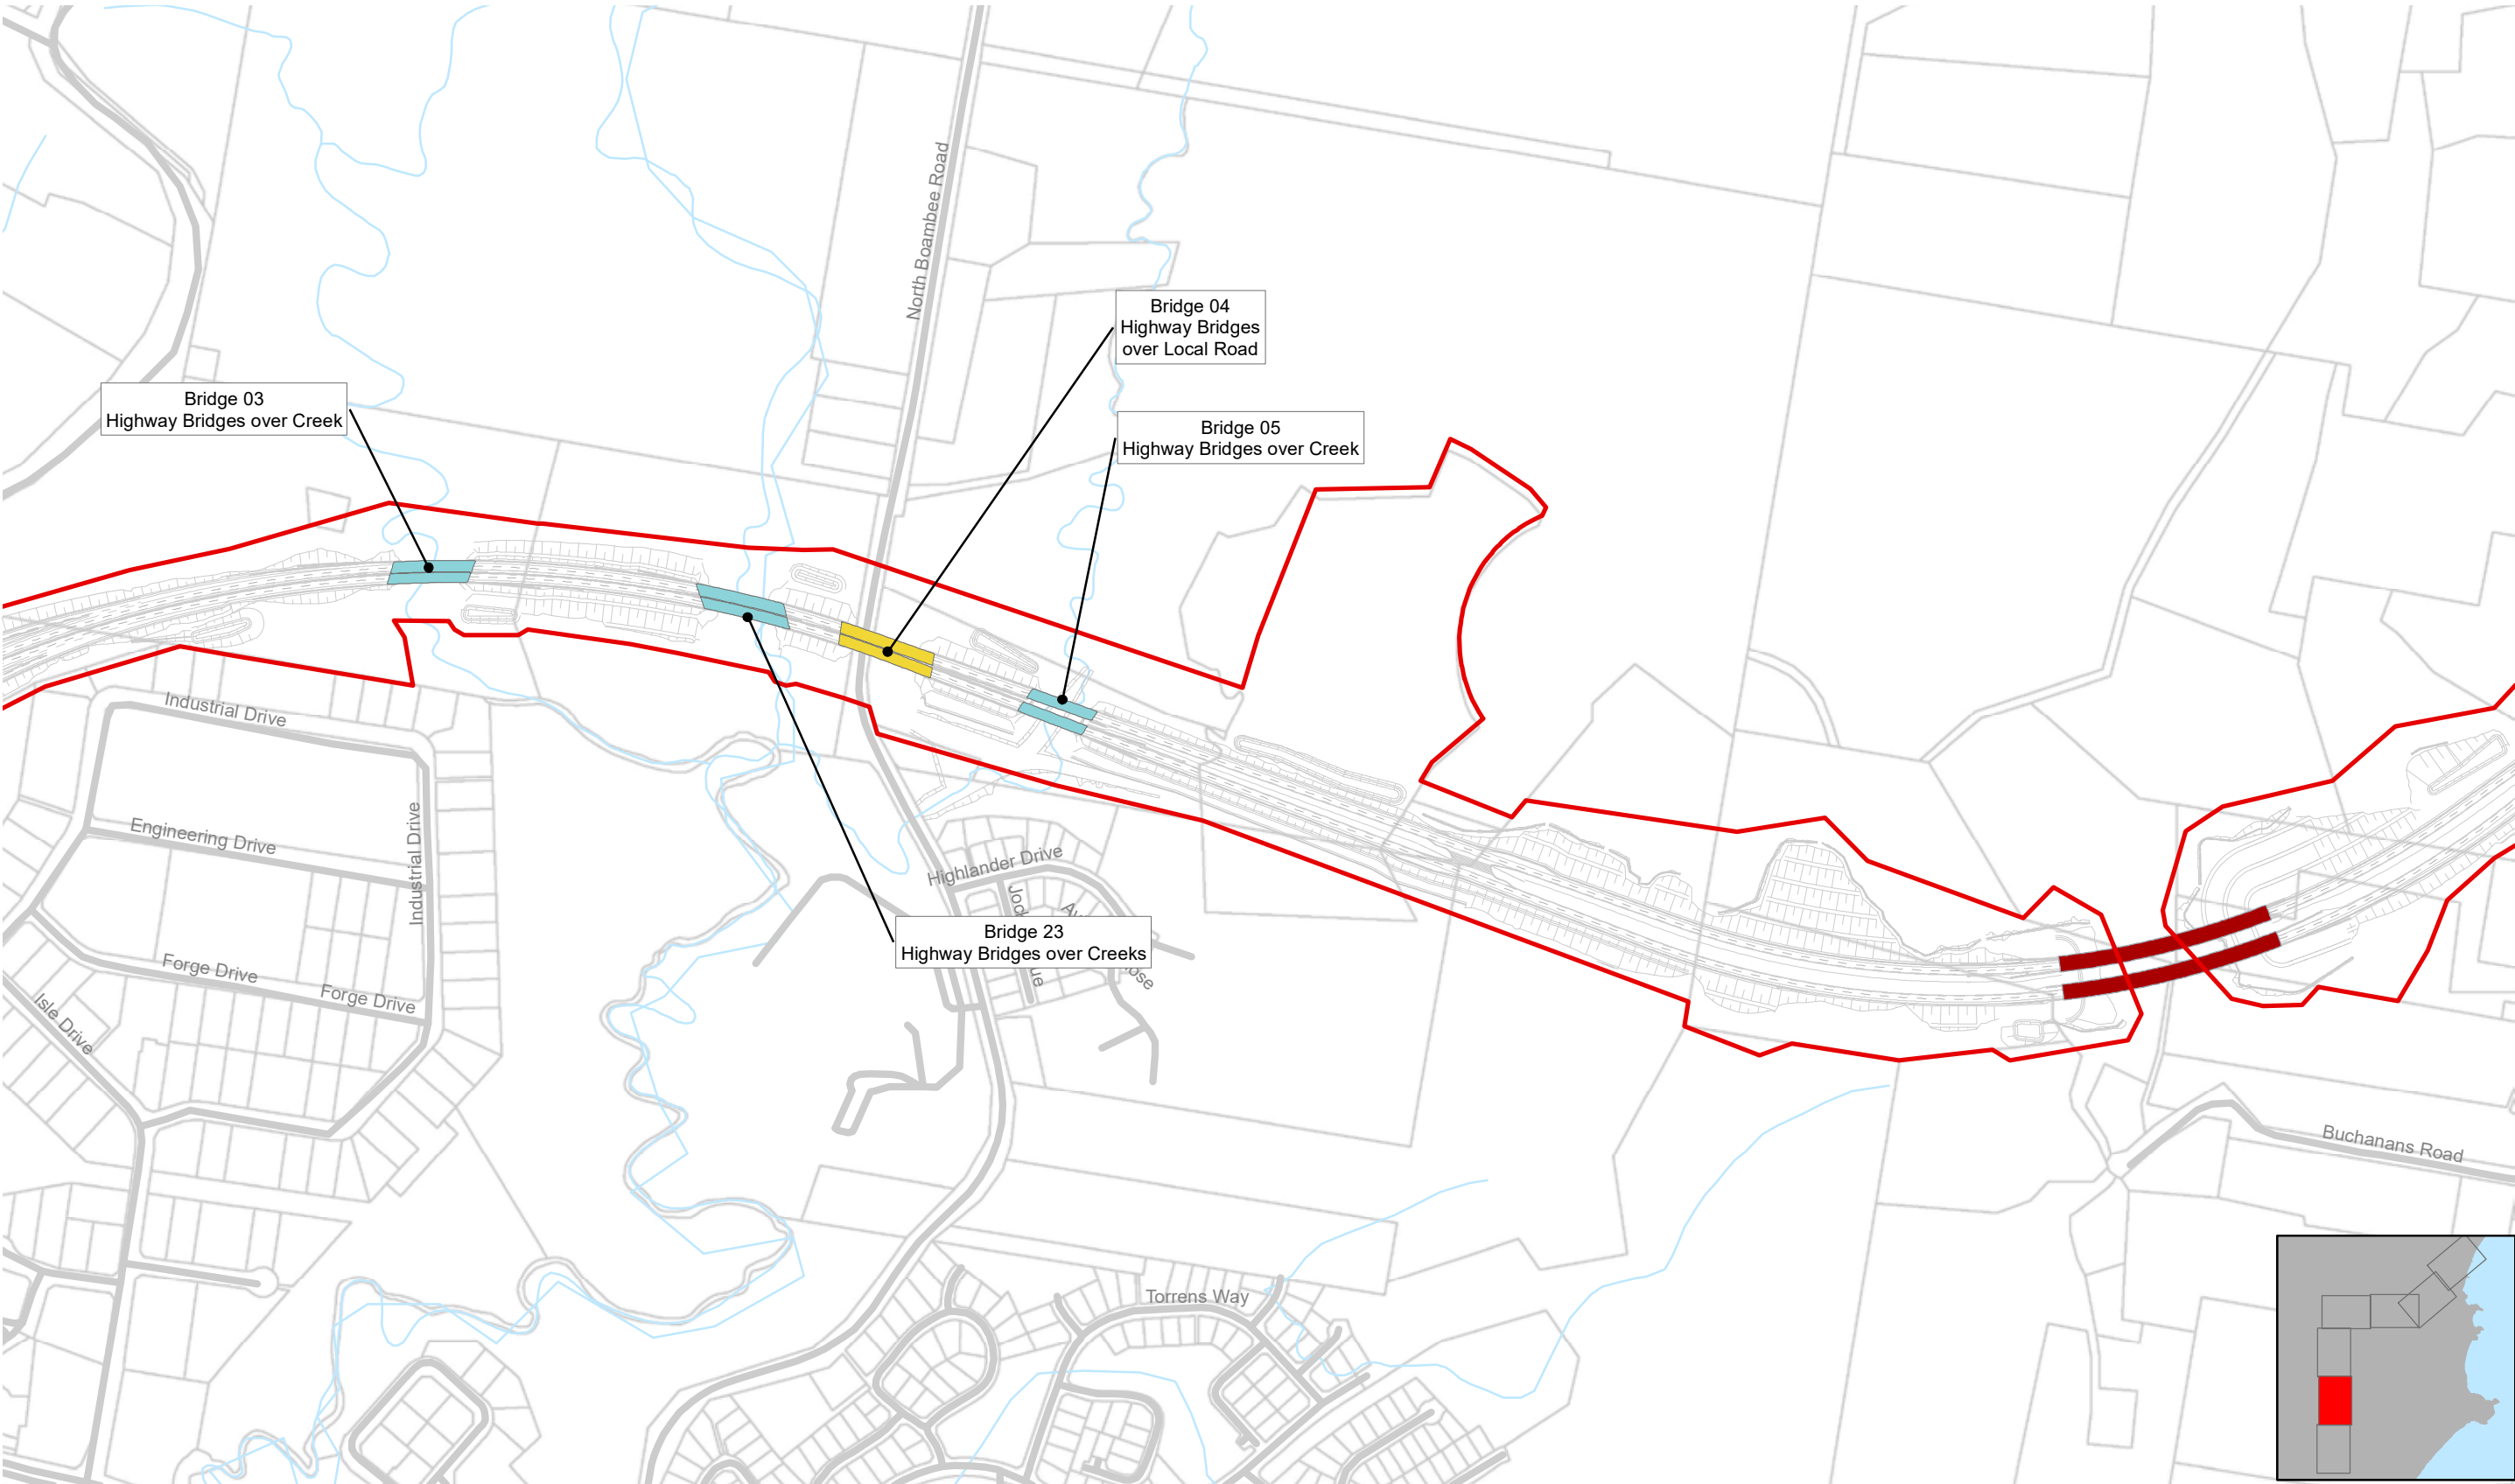 North Boambee Road
Bridge 04
Highway Bridges
over Local Road
Bridge 03
Highway Bridges over Creek
Bridge 05
Highway Bridges over Creek
Industrial Drive
Engineering Drive
Industrial Drive
Highlander Drive
Bridge 23
Highway Bridges over Creeks
Forge Drive
Forge Drive
Isle Drive
Buchanans Road
Torrens Way